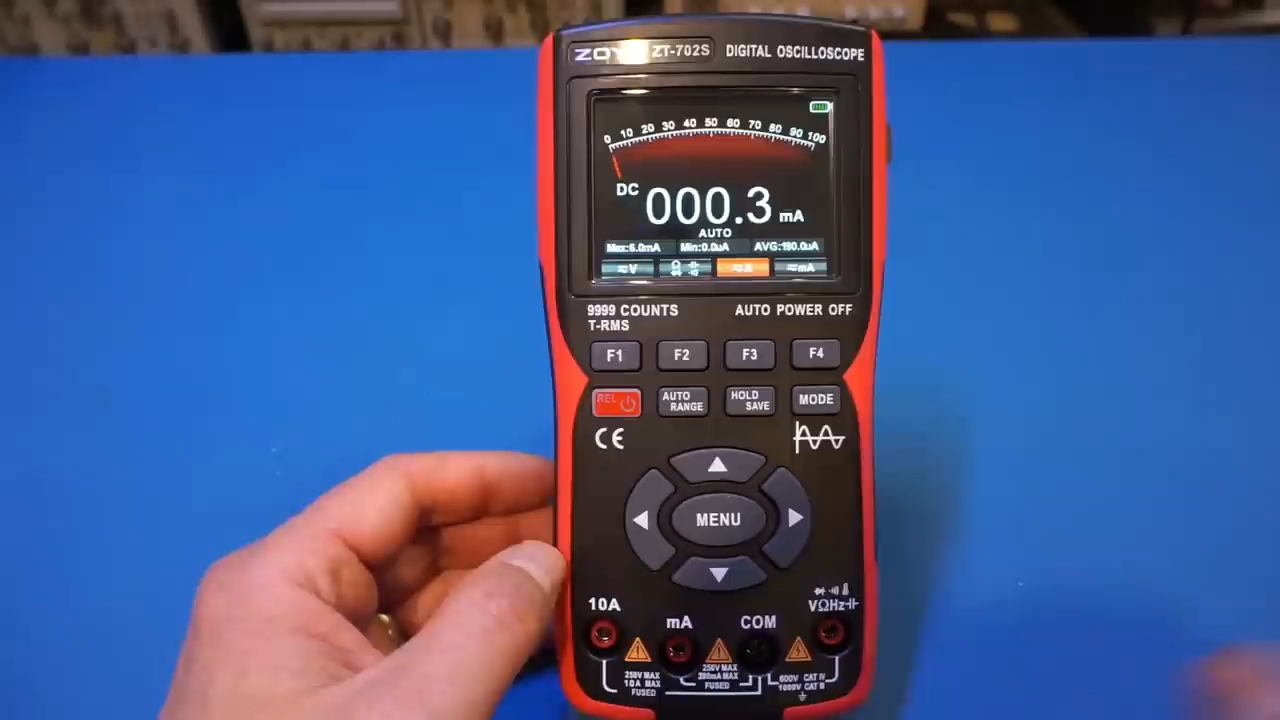 ZOY ZT-702S DIGITAL OSCILLOSCOPE
0 10 20 30 40 50 60 70 80 90 100
DC 000.3 mA
AUTO
Max:6.0mA Min:0.0uA AVG:190.0uA
V A mA
9999 COUNTS AUTO POWER OFF
T-RMS
F1 F2 F3 F4
REL AUTO RANGE HOLD SAVE MODE
CE
MENU
10A mA COM VΩHz
250V MAX 10A MAX FUSED
250V MAX FUSED
600V CAT IV
1000V CAT III